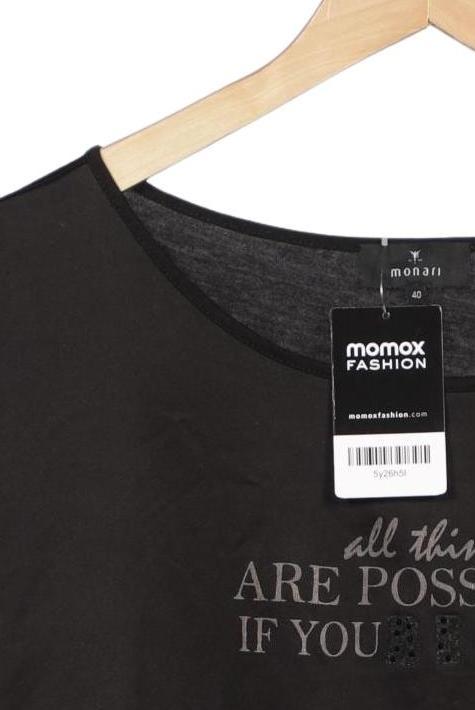 monari
40
momox
FASHION
momoxfashion.com
5y26h5l
all thin
ARE POSS
IF YOU